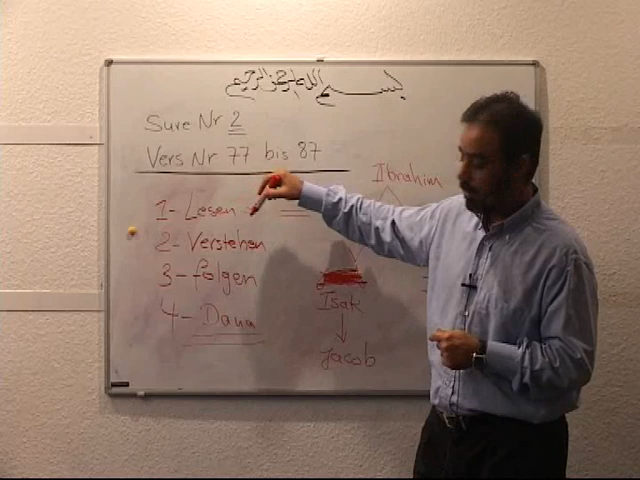 بسم الله الرحمن الرحيم
Sure Nr 2
Vers Nr 77 bis 87
Ibrahim
1- Lesen
2- Verstehen
3- folgen
4- Dana
Isak
↓
Jacob